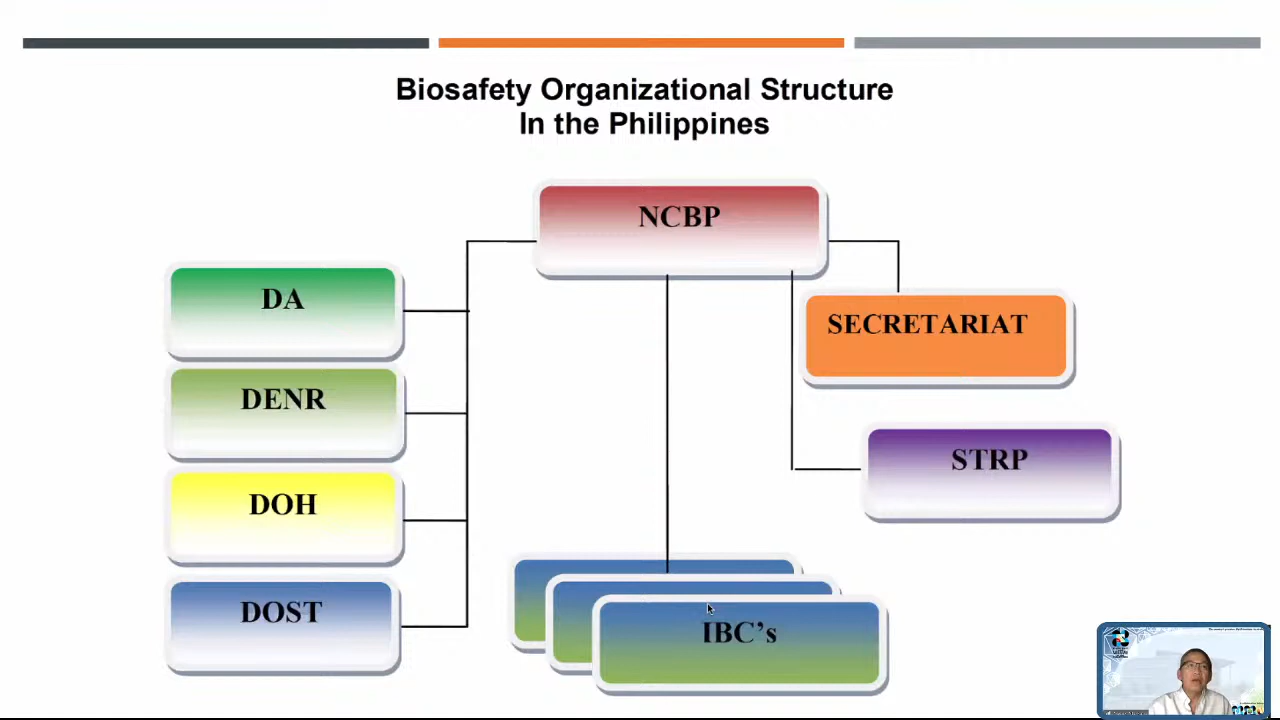 Biosafety Organizational Structure
In the Philippines
NCBP
DA
SECRETARIAT
DENR
STRP
DOH
DOST
IBC's